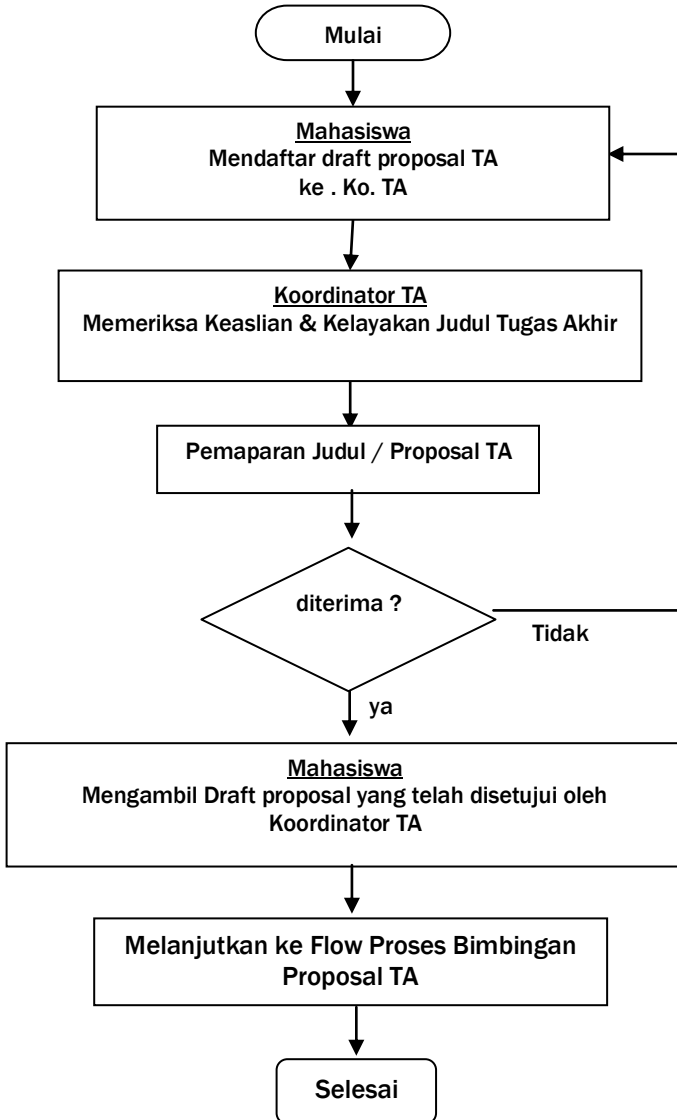 Mulai
Mahasiswa
Mendaftar draft proposal TA
ke . Ko. TA
Koordinator TA
Memeriksa Keaslian & Kelayakan Judul Tugas Akhir
Pemaparan Judul / Proposal TA
diterima ?
Tidak
ya
Mahasiswa
Mengambil Draft proposal yang telah disetujui oleh
Koordinator TA
Melanjutkan ke Flow Proses Bimbingan
Proposal TA
Selesai